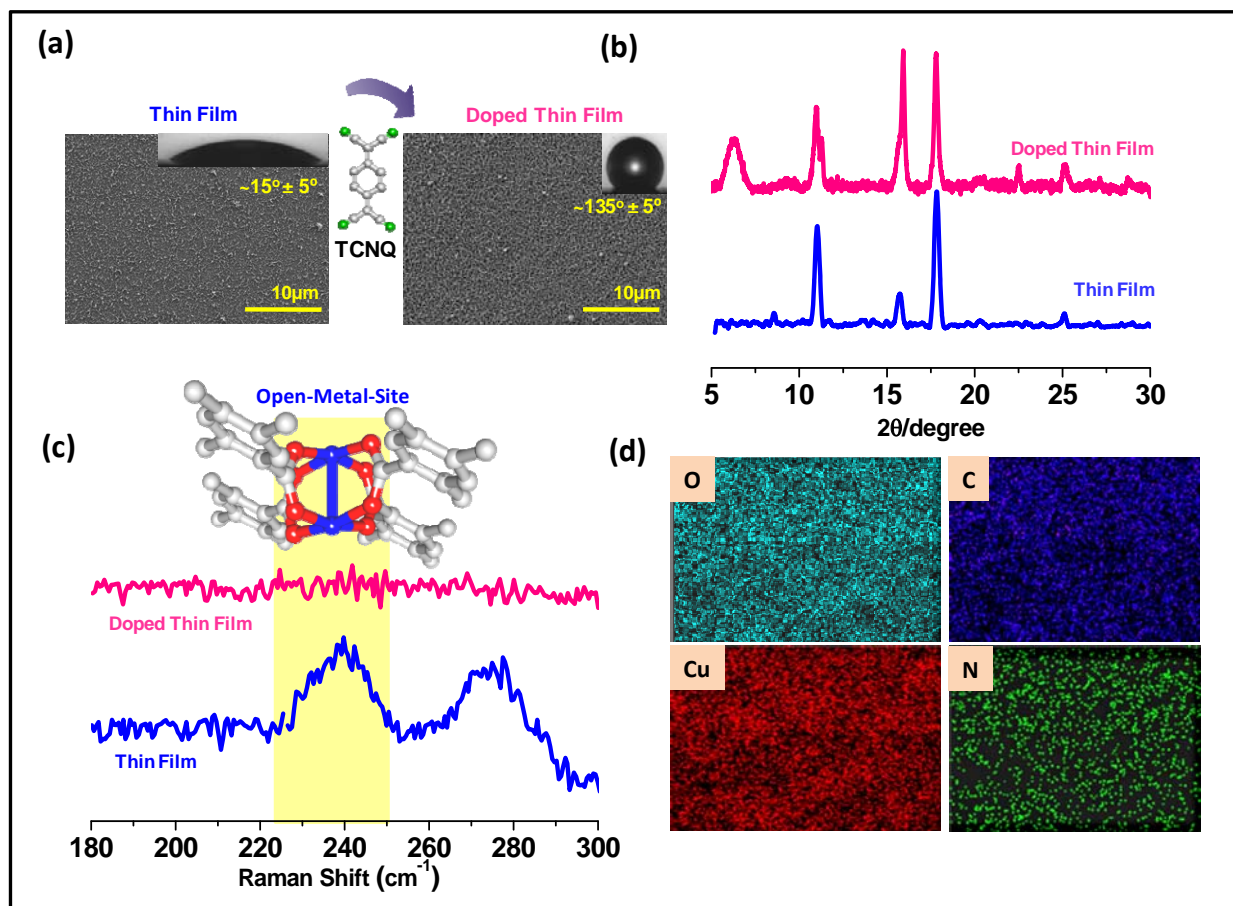 (a)
Thin Film
Doped Thin Film
~15º ± 5º
~135º ± 5º
TCNQ
10µm
10µm
(b)
Doped Thin Film
Thin Film
5 10 15 20 25 30
2θ/degree
(c)
Open-Metal-Site
Doped Thin Film
Thin Film
180 200 220 240 260 280 300
Raman Shift (cm⁻¹)
(d)
O
C
Cu
N